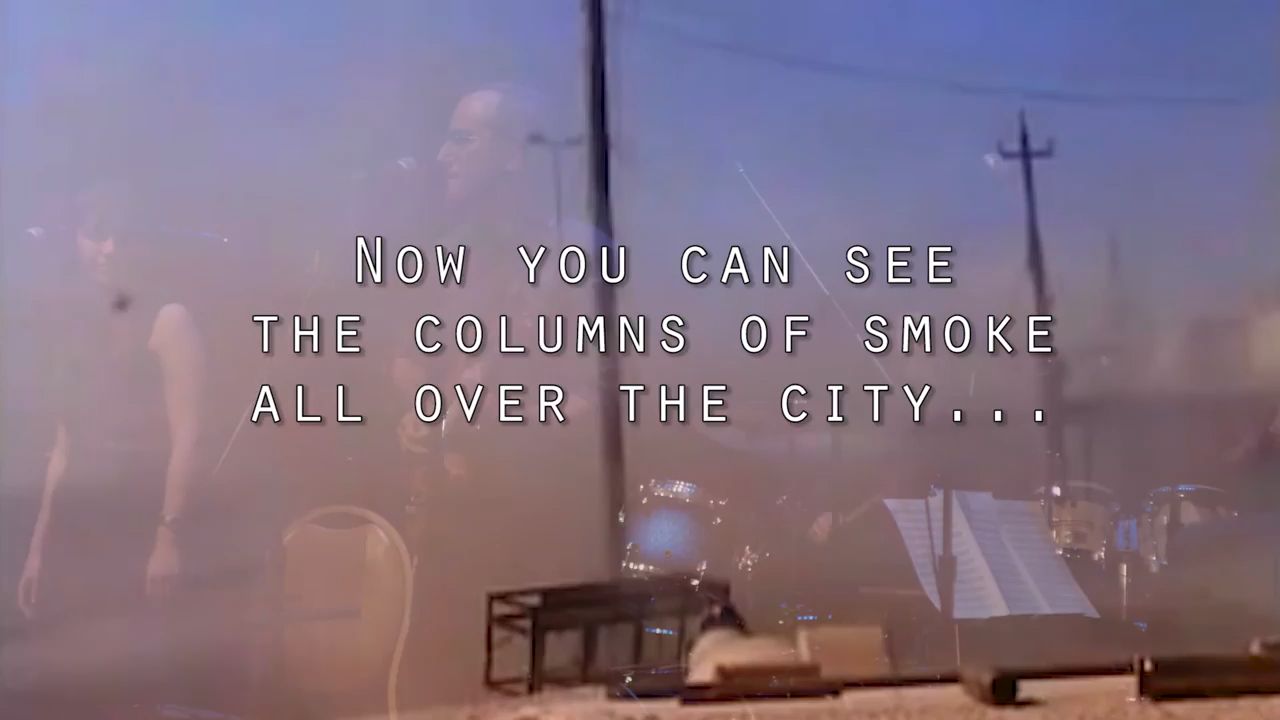 Now you can see
the columns of smoke
all over the city...